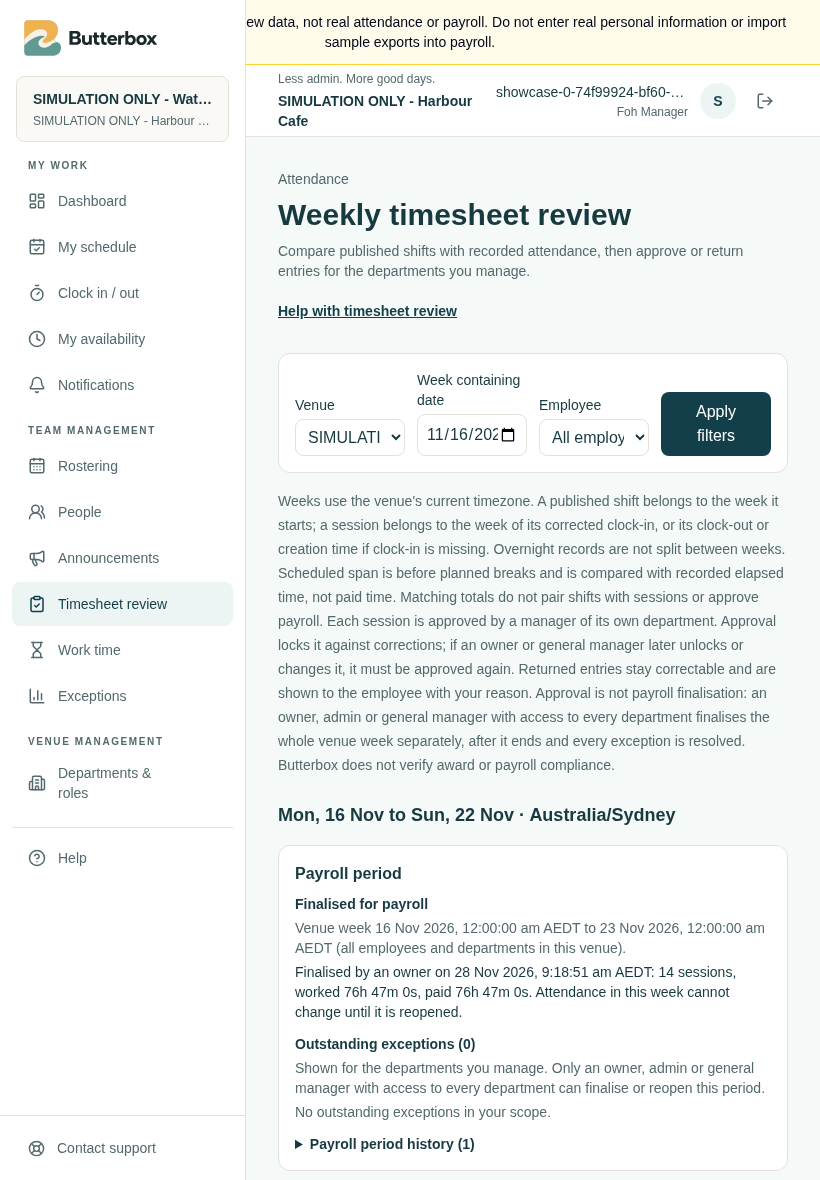 Butterbox
SIMULATION ONLY - Wat…
SIMULATION ONLY - Harbour …
MY WORK
Dashboard
My schedule
Clock in / out
My availability
Notifications
TEAM MANAGEMENT
Rostering
People
Announcements
Timesheet review
Work time
Exceptions
VENUE MANAGEMENT
Departments &
roles
Help
Contact support
ew data, not real attendance or payroll. Do not enter real personal information or import
sample exports into payroll.
Less admin. More good days.
SIMULATION ONLY - Harbour
Cafe
showcase-0-74f99924-bf60-…
Foh Manager
S
Attendance
Weekly timesheet review
Compare published shifts with recorded attendance, then approve or return
entries for the departments you manage.
Help with timesheet review
Venue
SIMULATI
Week containing
date
11/16/202
Employee
All employ
Apply
filters
Weeks use the venue's current timezone. A published shift belongs to the week it
starts; a session belongs to the week of its corrected clock-in, or its clock-out or
creation time if clock-in is missing. Overnight records are not split between weeks.
Scheduled span is before planned breaks and is compared with recorded elapsed
time, not paid time. Matching totals do not pair shifts with sessions or approve
payroll. Each session is approved by a manager of its own department. Approval
locks it against corrections; if an owner or general manager later unlocks or
changes it, it must be approved again. Returned entries stay correctable and are
shown to the employee with your reason. Approval is not payroll finalisation: an
owner, admin or general manager with access to every department finalises the
whole venue week separately, after it ends and every exception is resolved.
Butterbox does not verify award or payroll compliance.
Mon, 16 Nov to Sun, 22 Nov · Australia/Sydney
Payroll period
Finalised for payroll
Venue week 16 Nov 2026, 12:00:00 am AEDT to 23 Nov 2026, 12:00:00 am
AEDT (all employees and departments in this venue).
Finalised by an owner on 28 Nov 2026, 9:18:51 am AEDT: 14 sessions,
worked 76h 47m 0s, paid 76h 47m 0s. Attendance in this week cannot
change until it is reopened.
Outstanding exceptions (0)
Shown for the departments you manage. Only an owner, admin or general
manager with access to every department can finalise or reopen this period.
No outstanding exceptions in your scope.
Payroll period history (1)